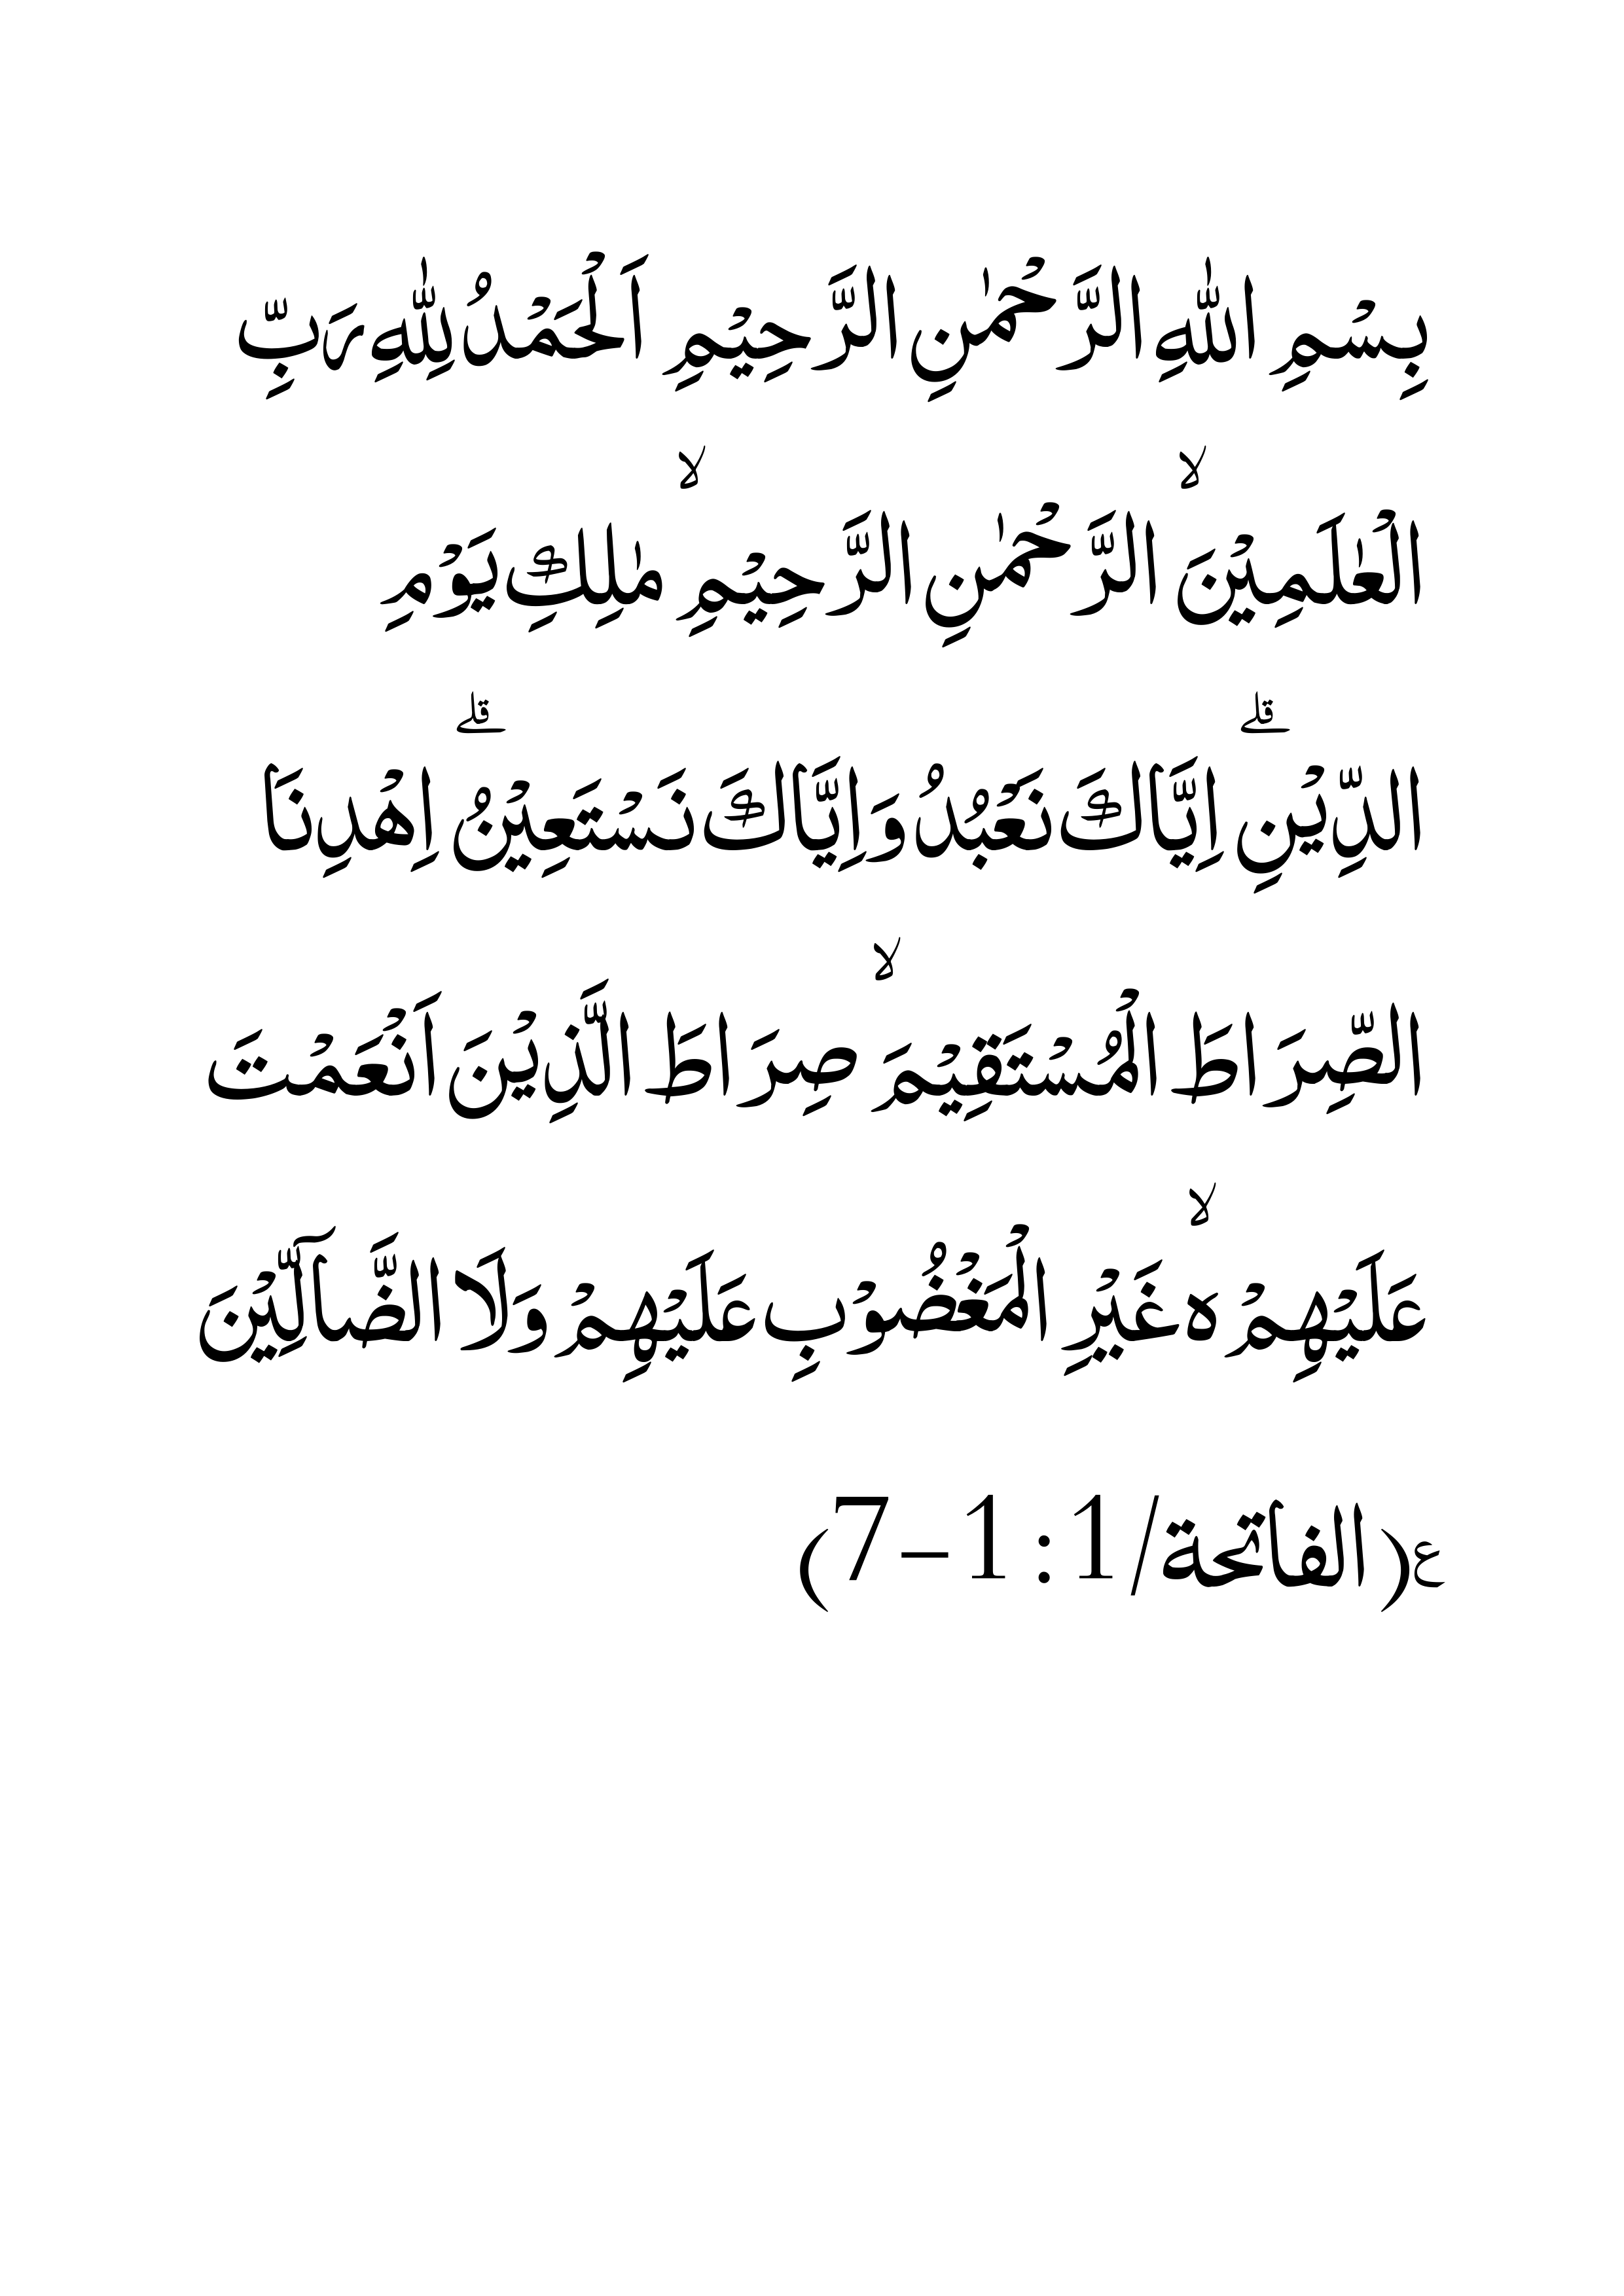 بِسْمِ اللّٰهِ الرَّحْمٰنِ الرَّحِيْمِ اَلْحَمْدُ لِلّٰهِ رَبِّ
الْعٰلَمِيْنَ ۙ الرَّحْمٰنِ الرَّحِيْمِ ۙ مٰلِكِ يَوْمِ
الدِّيْنِ ۗ اِيَّاكَ نَعْبُدُ وَاِيَّاكَ نَسْتَعِيْنُ ۗ اِهْدِنَا
الصِّرَاطَ الْمُسْتَقِيْمَ ۙ صِرَاطَ الَّذِيْنَ اَنْعَمْتَ
عَلَيْهِمْ ەۙ غَيْرِ الْمَغْضُوْبِ عَلَيْهِمْ وَلَا الضَّاۤلِّيْنَ
ࣖ (الفاتحة/1:1–7)